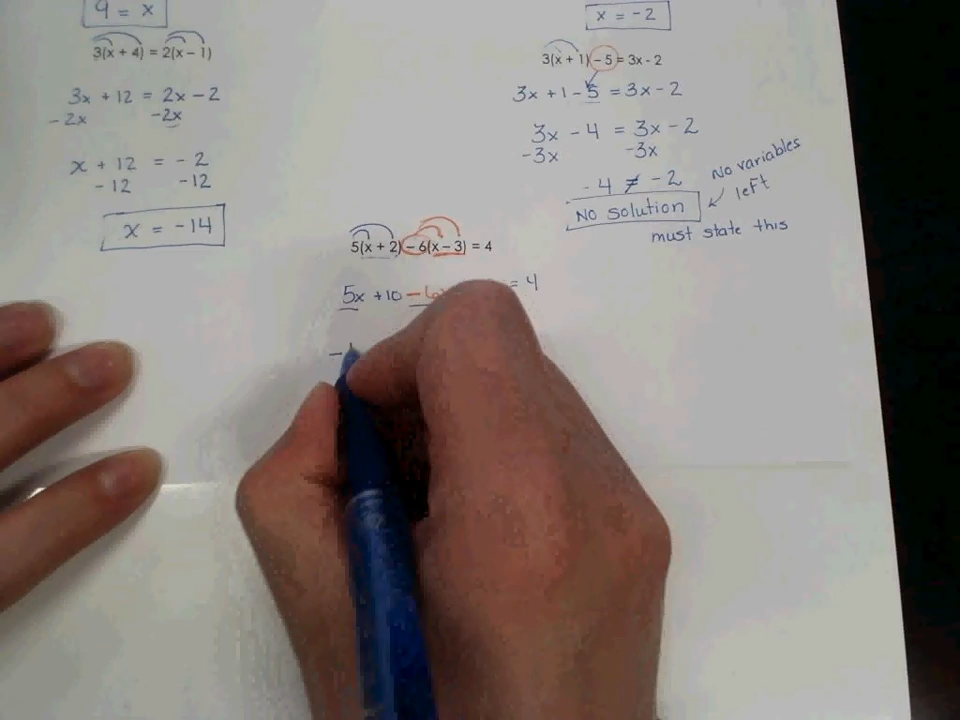 9 = x
3(x + 4) = 2(x - 1)
3x + 12 = 2x - 2
- 2x - 2x
x + 12 = - 2
- 12 - 12
x = - 14
x = - 2
3(x + 1) - 5 = 3x - 2
3x + 1 - 5 = 3x - 2
3x - 4 = 3x - 2
- 3x - 3x
- 4 ≠ - 2
No solution
No variables
left
must state this
5(x + 2) - 6(x - 3) = 4
5x + 10 - 6x = 4
-